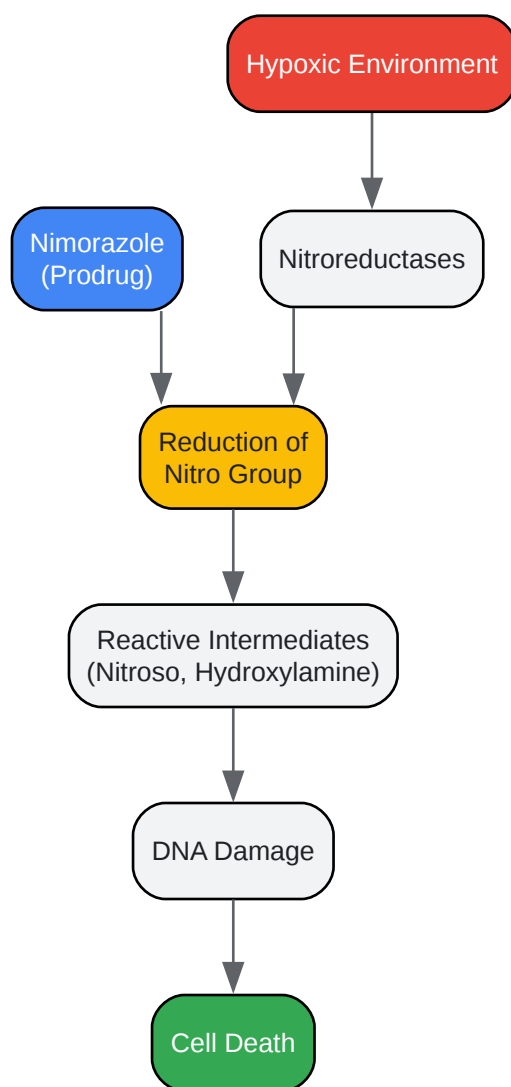 Hypoxic Environment
Nimorazole
(Prodrug)
Nitroreductases
Reduction of
Nitro Group
Reactive Intermediates
(Nitroso, Hydroxylamine)
DNA Damage
Cell Death